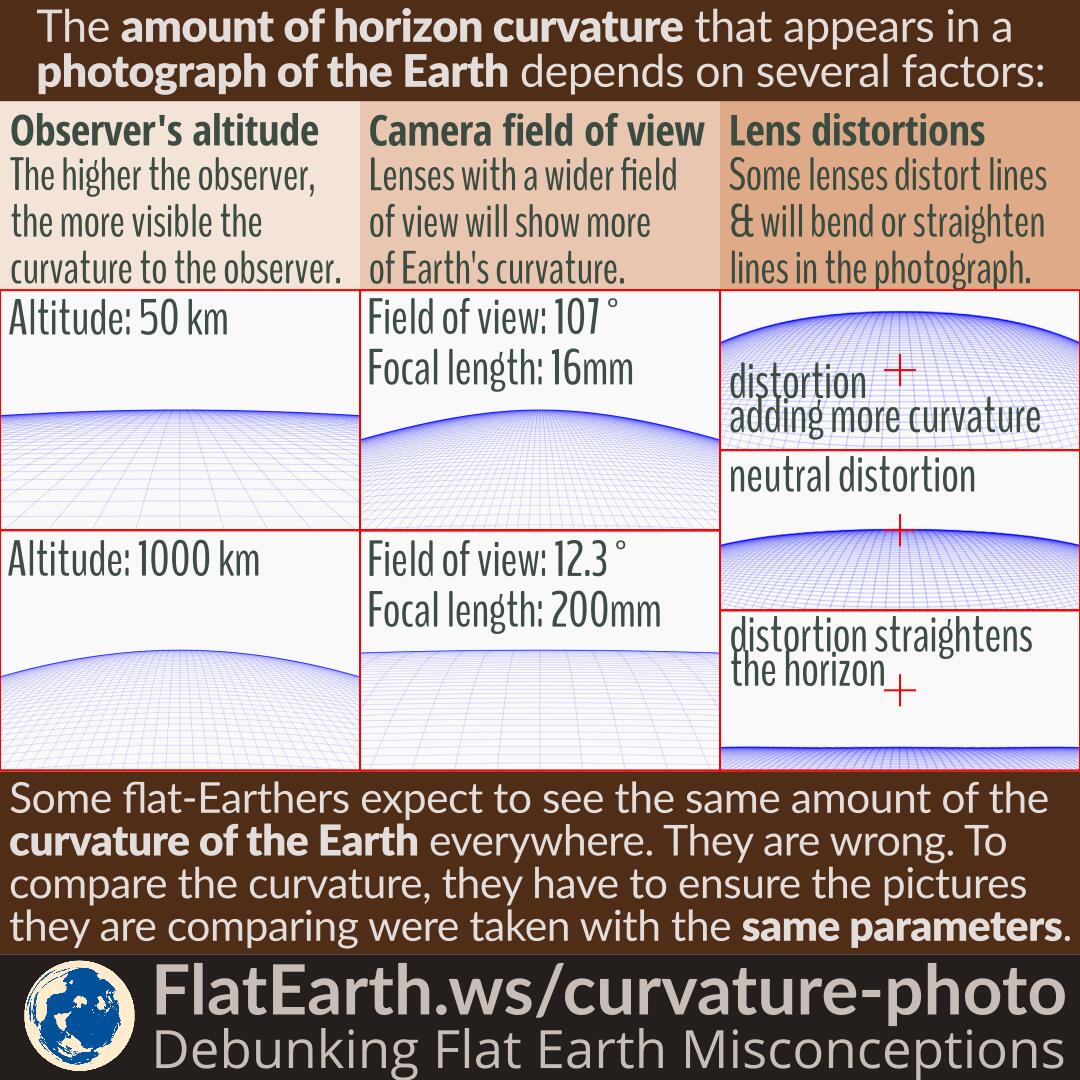 The amount of horizon curvature that appears in a
photograph of the Earth depends on several factors:
Observer's altitude
The higher the observer,
the more visible the
curvature to the observer.
Camera field of view
Lenses with a wider field
of view will show more
of Earth's curvature.
Lens distortions
Some lenses distort lines
& will bend or straighten
lines in the photograph.
Altitude: 50 km
Altitude: 1000 km
Field of view: 107°
Focal length: 16mm
Field of view: 12.3°
Focal length: 200mm
distortion
adding more curvature
neutral distortion
distortion straightens
the horizon
Some flat-Earthers expect to see the same amount of the
curvature of the Earth everywhere. They are wrong. To
compare the curvature, they have to ensure the pictures
they are comparing were taken with the same parameters.
FlatEarth.ws/curvature-photo
Debunking Flat Earth Misconceptions